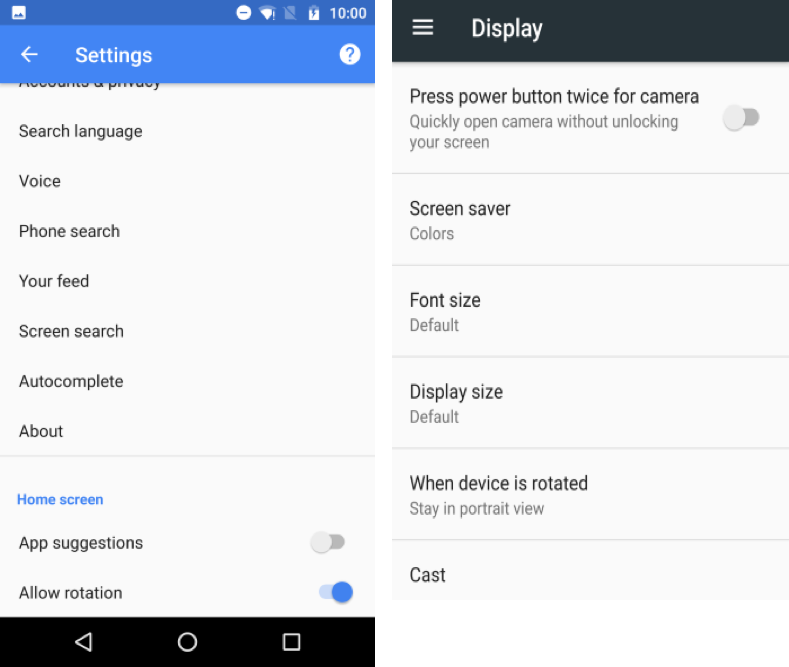 10:00
Settings
Accounts & privacy
Search language
Voice
Phone search
Your feed
Screen search
Autocomplete
About
Home screen
App suggestions
Allow rotation
Display
Press power button twice for camera
Quickly open camera without unlocking
your screen
Screen saver
Colors
Font size
Default
Display size
Default
When device is rotated
Stay in portrait view
Cast